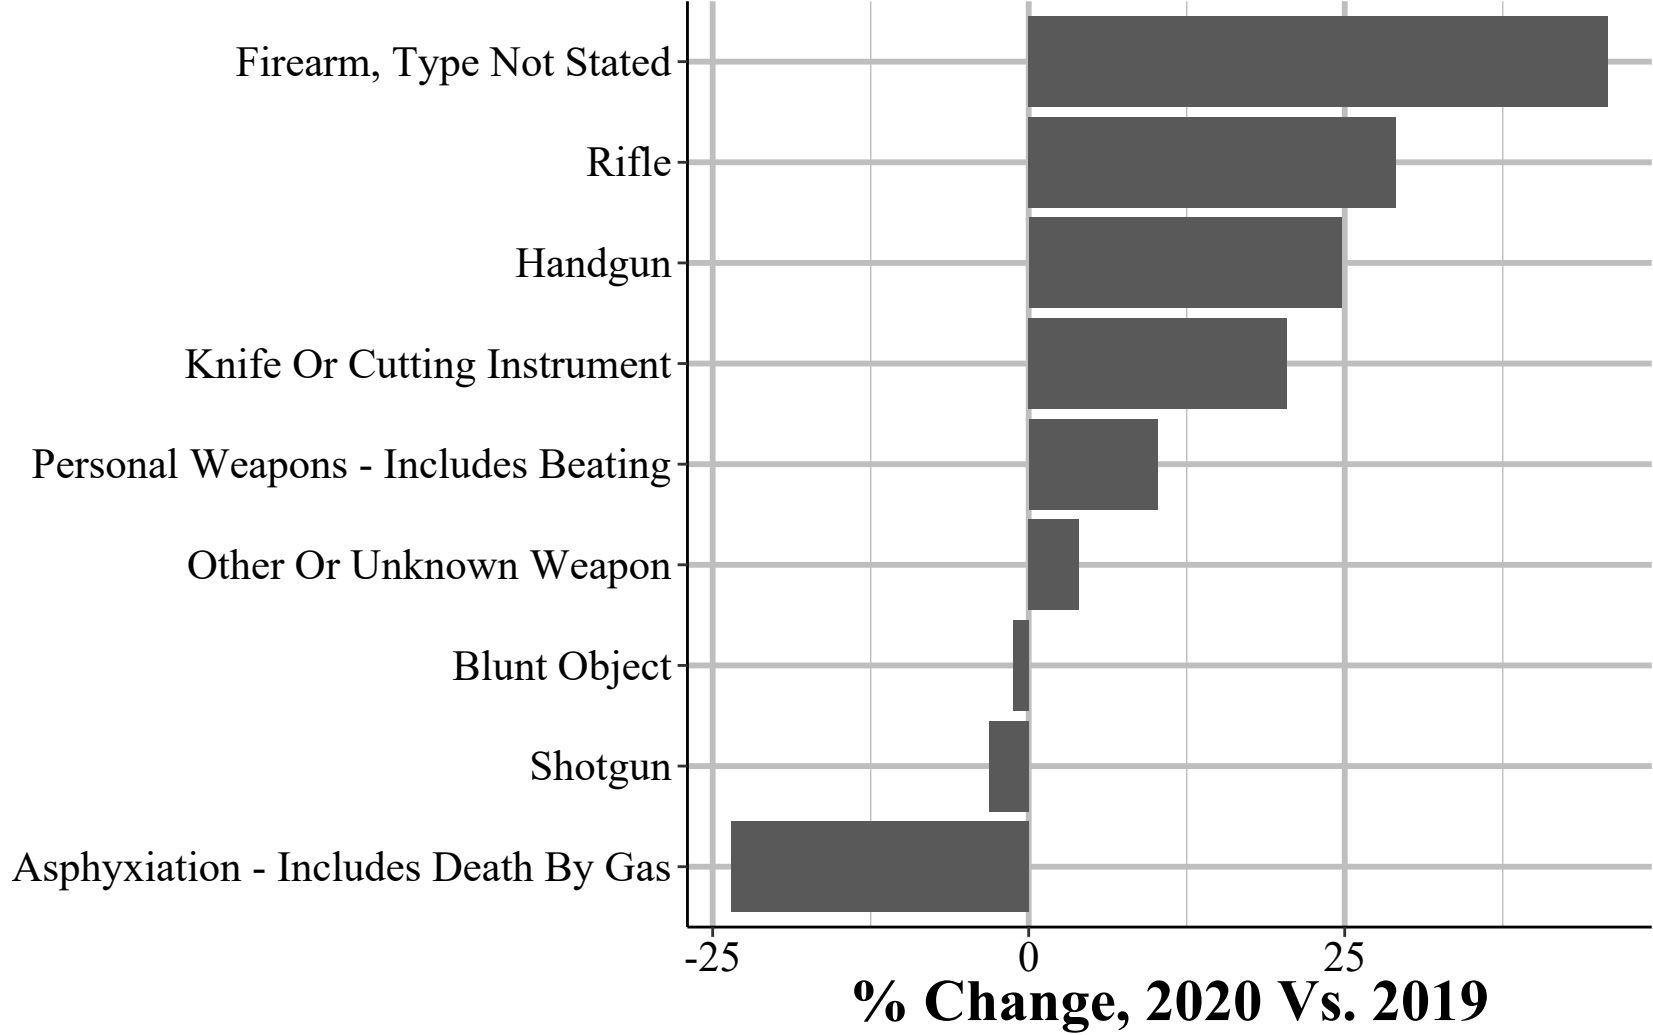 Firearm, Type Not Stated
Rifle
Handgun
Knife Or Cutting Instrument
Personal Weapons - Includes Beating
Other Or Unknown Weapon
Blunt Object
Shotgun
Asphyxiation - Includes Death By Gas
-25 0 25
% Change, 2020 Vs. 2019